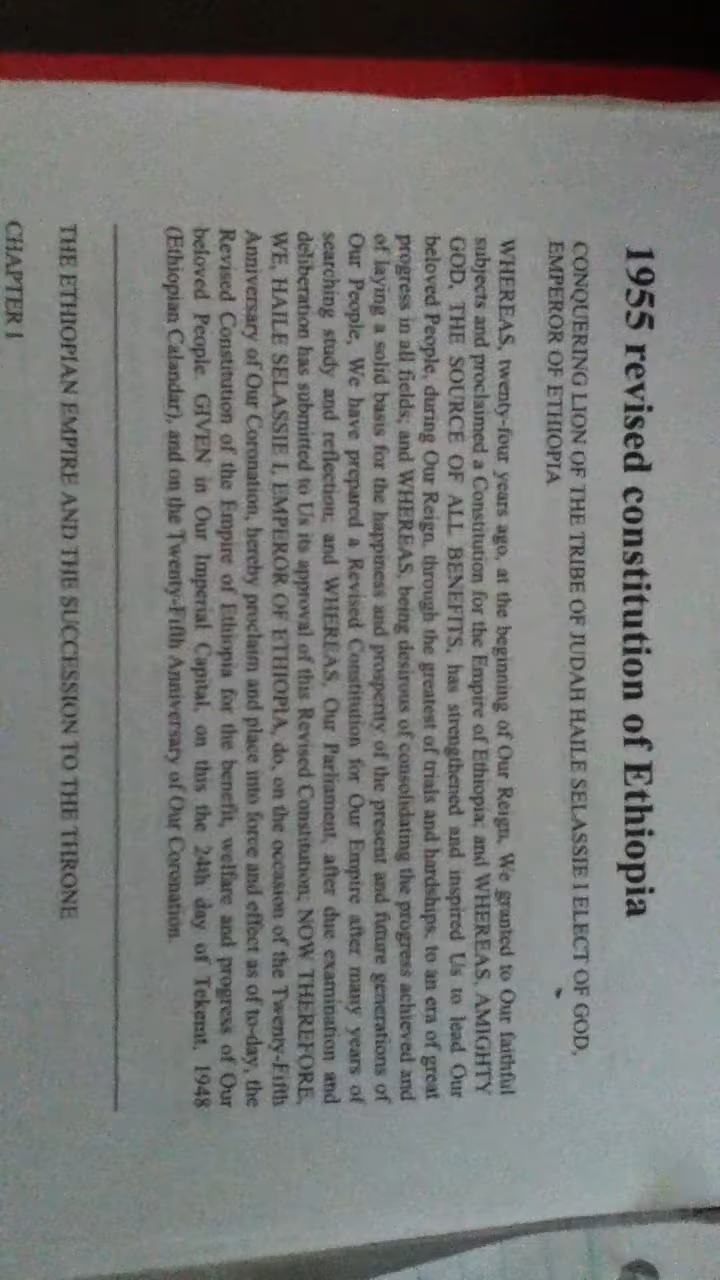 1955 revised constitution of Ethiopia
CONQUERING LION OF THE TRIBE OF JUDAH HAILE SELASSIE I ELECT OF GOD,
EMPEROR OF ETHIOPIA
WHEREAS, twenty-four years ago, at the beginning of Our Reign, We granted to Our faithful
subjects and proclaimed a Constitution for the Empire of Ethiopia; and WHEREAS, AMIGHTY
GOD, THE SOURCE OF ALL BENEFITS, has strengthened and inspired Us to lead Our
beloved People, during Our Reign, through the greatest of trials and hardships, to an era of great
progress in all fields; and WHEREAS, being desirous of consolidating the progress achieved and
of laying a solid basis for the happiness and prosperity of the present and future generations of
Our People, We have prepared a Revised Constitution for Our Empire after many years of
searching study and reflection; and WHEREAS, Our Parliament, after due examination and
deliberation has submitted to Us its approval of this Revised Constitution; NOW THEREFORE,
WE, HAILE SELASSIE I, EMPEROR OF ETHIOPIA, do, on the occasion of the Twenty-Fifth
Anniversary of Our Coronation, hereby proclaim and place into force and effect as of to-day, the
Revised Constitution of the Empire of Ethiopia for the benefit, welfare and progress of Our
beloved People. GIVEN in Our Imperial Capital, on this the 24th day of Tekemt, 1948
(Ethiopian Calandar), and on the Twenty-Fifth Anniversary of Our Coronation.
THE ETHIOPIAN EMPIRE AND THE SUCCESSION TO THE THRONE
CHAPTER I